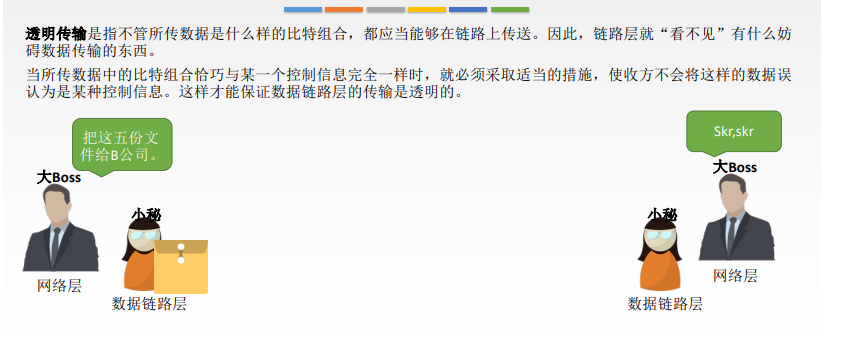 透明传输是指不管所传数据是什么样的比特组合，都应当能够在链路上传送。因此，链路层就“看不见”有什么妨
碍数据传输的东西。
当所传数据中的比特组合恰巧与某一个控制信息完全一样时，就必须采取适当的措施，使收方不会将这样的数据误
认为是某种控制信息。这样才能保证数据链路层的传输是透明的。
把这五份文
件给B公司。
大Boss
小秘
网络层
数据链路层
Skr,skr
大Boss
小秘
网络层
数据链路层